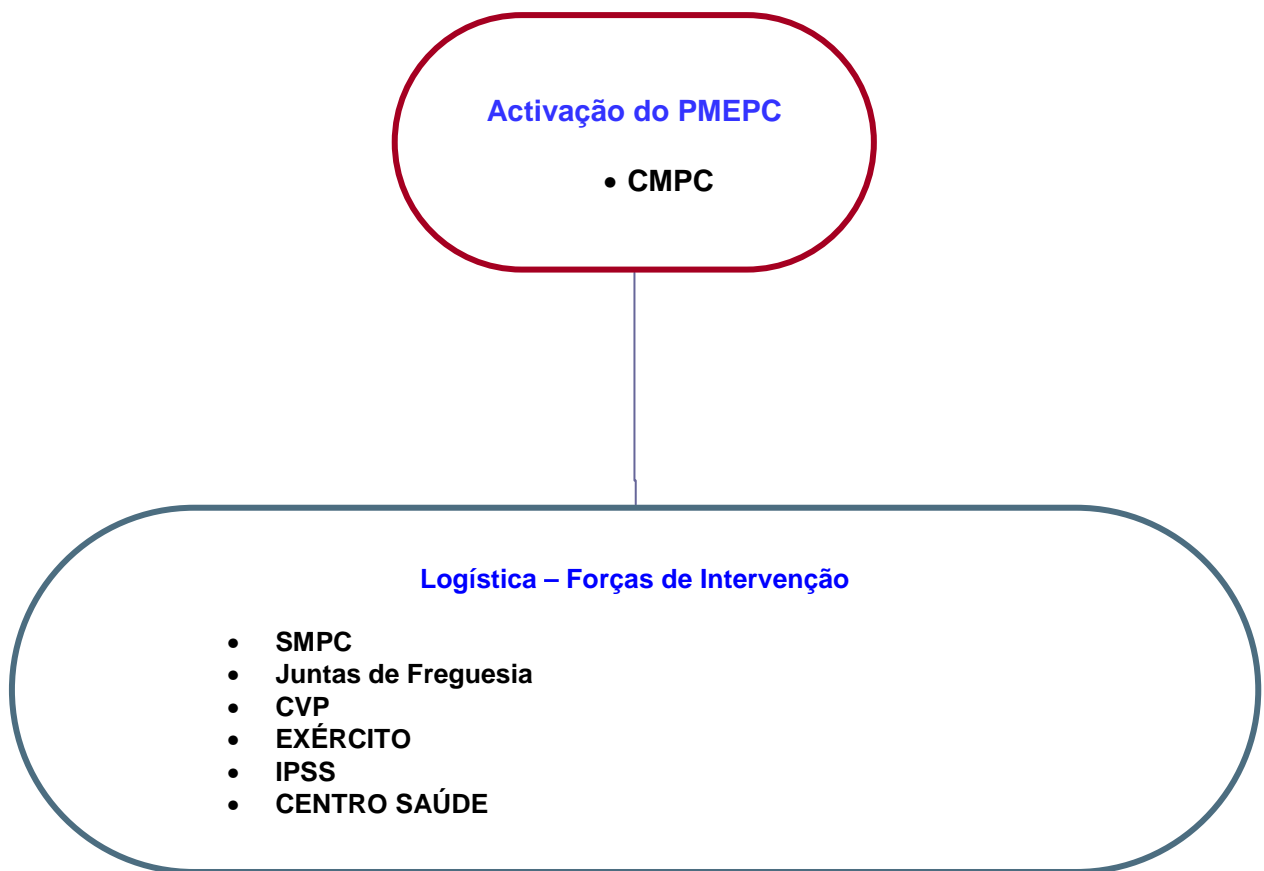 Activação do PMEPC
• CMPC
Logística – Forças de Intervenção
• SMPC
• Juntas de Freguesia
• CVP
• EXÉRCITO
• IPSS
• CENTRO SAÚDE